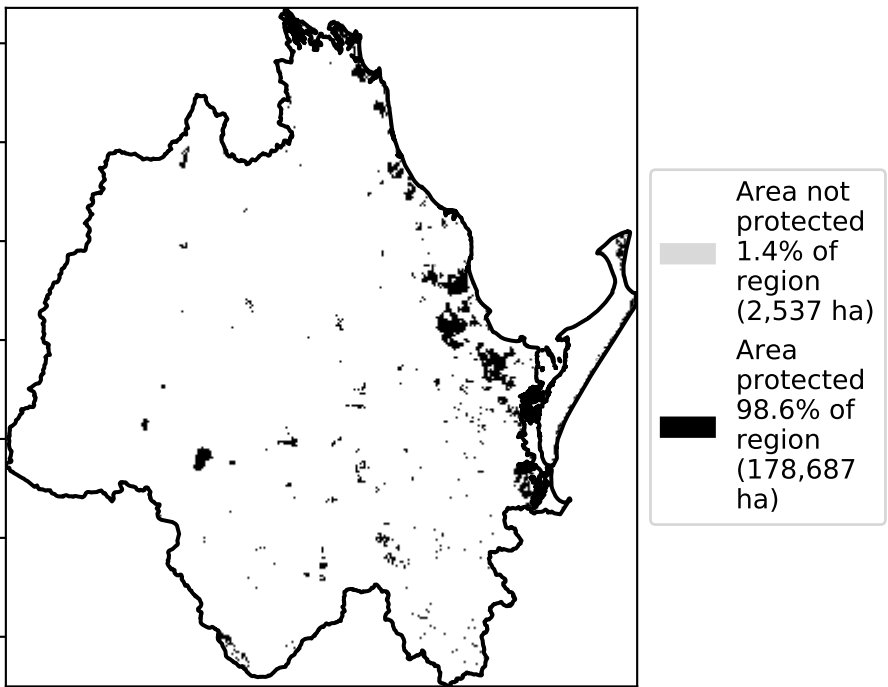 Area not
protected
1.4% of
region
(2,537 ha)
Area
protected
98.6% of
region
(178,687
ha)